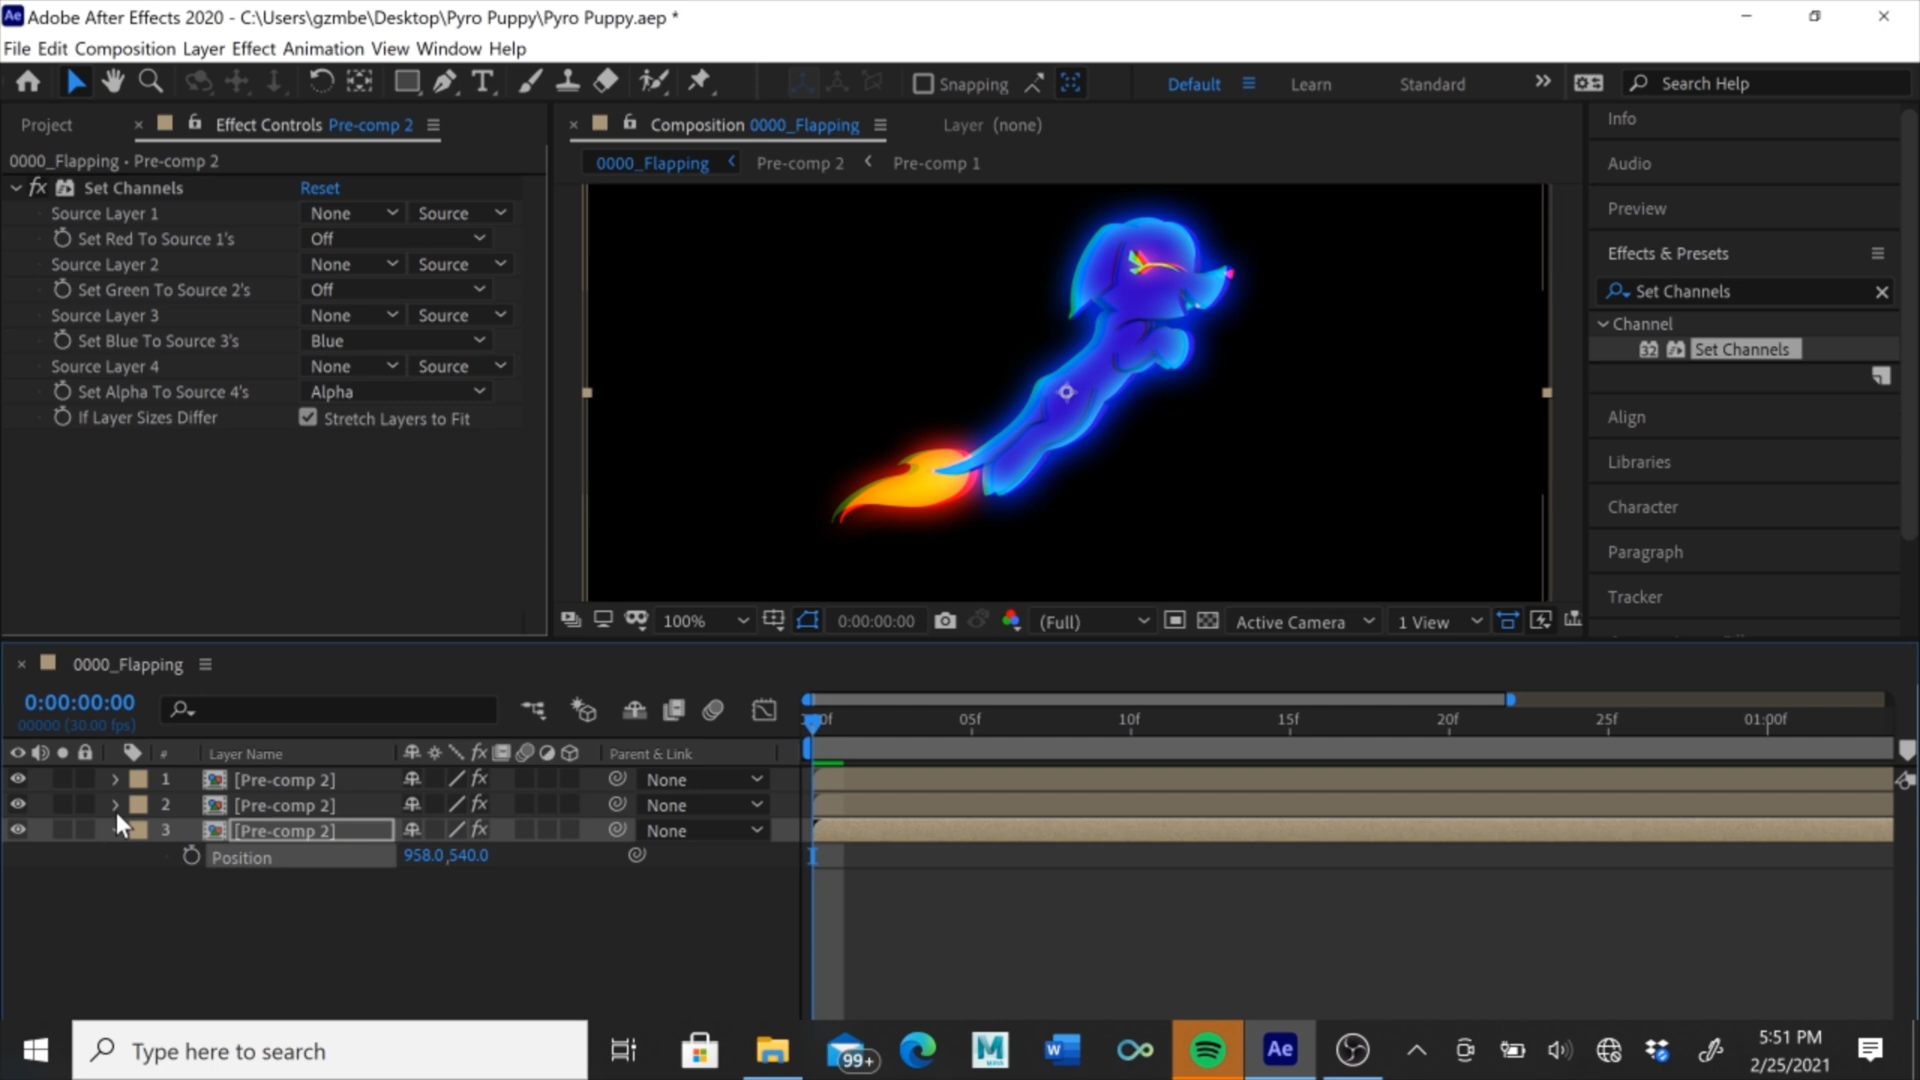 Adobe After Effects 2020 - C:\Users\gzmbe\Desktop\Pyro Puppy\Pyro Puppy.aep *
File Edit Composition Layer Effect Animation View Window Help
Snapping
Default
Learn
Standard
Search Help
Project
Effect Controls Pre-comp 2
Composition 0000_Flapping
Layer (none)
0000_Flapping • Pre-comp 2
0000_Flapping
Pre-comp 2
Pre-comp 1
fx Set Channels Reset
Source Layer 1 None Source
Set Red To Source 1's Off
Source Layer 2 None Source
Set Green To Source 2's Off
Source Layer 3 None Source
Set Blue To Source 3's Blue
Source Layer 4 None Source
Set Alpha To Source 4's Alpha
If Layer Sizes Differ Stretch Layers to Fit
100% 0:00:00:00 (Full) Active Camera 1 View
Info
Audio
Preview
Effects & Presets
Set Channels
Channel
32 Set Channels
Align
Libraries
Character
Paragraph
Tracker
0000_Flapping
0:00:00:00
00000 (30.00 fps)
05f 10f 15f 20f 25f 01:00f
# Layer Name fx Parent & Link
1 [Pre-comp 2] fx None
2 [Pre-comp 2] fx None
3 [Pre-comp 2] fx None
Position 958.0,540.0
Type here to search
99+
W
Ae
5:51 PM
2/25/2021